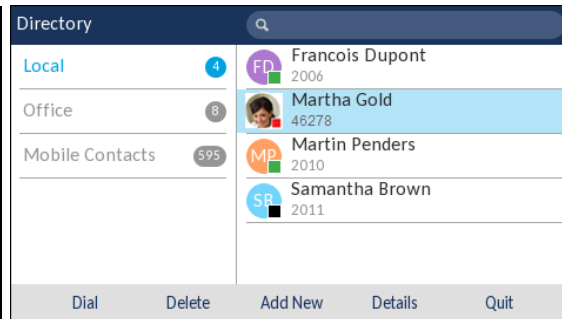 Directory
Local 4
Office 8
Mobile Contacts 595
FD Francois Dupont
2006
Martha Gold
46278
MP Martin Penders
2010
SB Samantha Brown
2011
Dial Delete Add New Details Quit